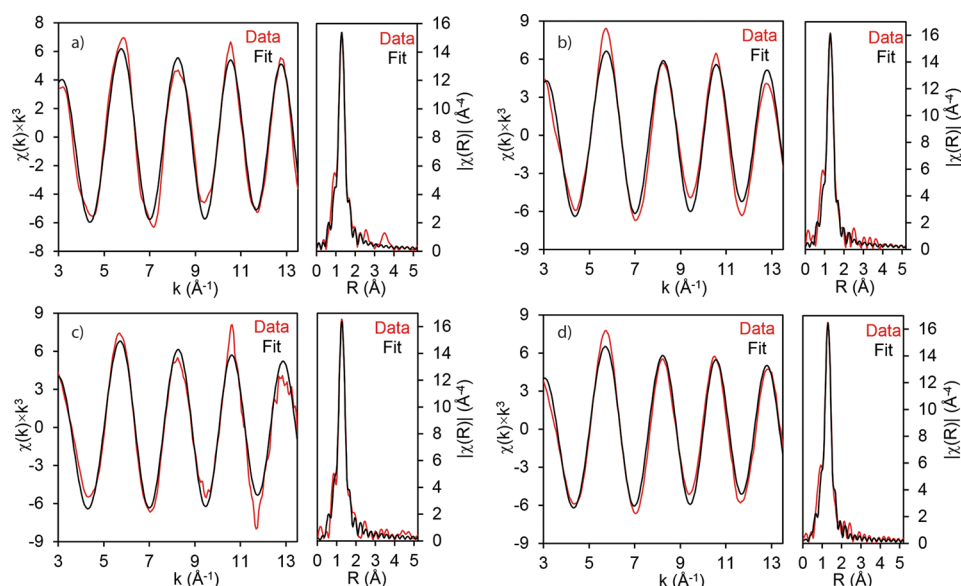 a)
Data
Fit
χ(k)×k³
8
6
4
2
0
-2
-4
-6
-8
3 5 7 9 11 13
k (Å⁻¹)
Data
Fit
16
14
12
10
8
6
4
2
0
|χ(R)| (Å⁻⁴)
0 1 2 3 4 5
R (Å)
b)
Data
Fit
χ(k)×k³
9
6
3
0
-3
-6
-9
3 5 7 9 11 13
k (Å⁻¹)
Data
Fit
16
14
12
10
8
6
4
2
0
|χ(R)| (Å⁻⁴)
0 1 2 3 4 5
R (Å)
c)
Data
Fit
χ(k)×k³
9
6
3
0
-3
-6
-9
3 5 7 9 11 13
k (Å⁻¹)
Data
Fit
16
14
12
10
8
6
4
2
0
|χ(R)| (Å⁻⁴)
0 1 2 3 4 5
R (Å)
d)
Data
Fit
χ(k)×k³
9
6
3
0
-3
-6
-9
3 5 7 9 11 13
k (Å⁻¹)
Data
Fit
16
14
12
10
8
6
4
2
0
|χ(R)| (Å⁻⁴)
0 1 2 3 4 5
R (Å)